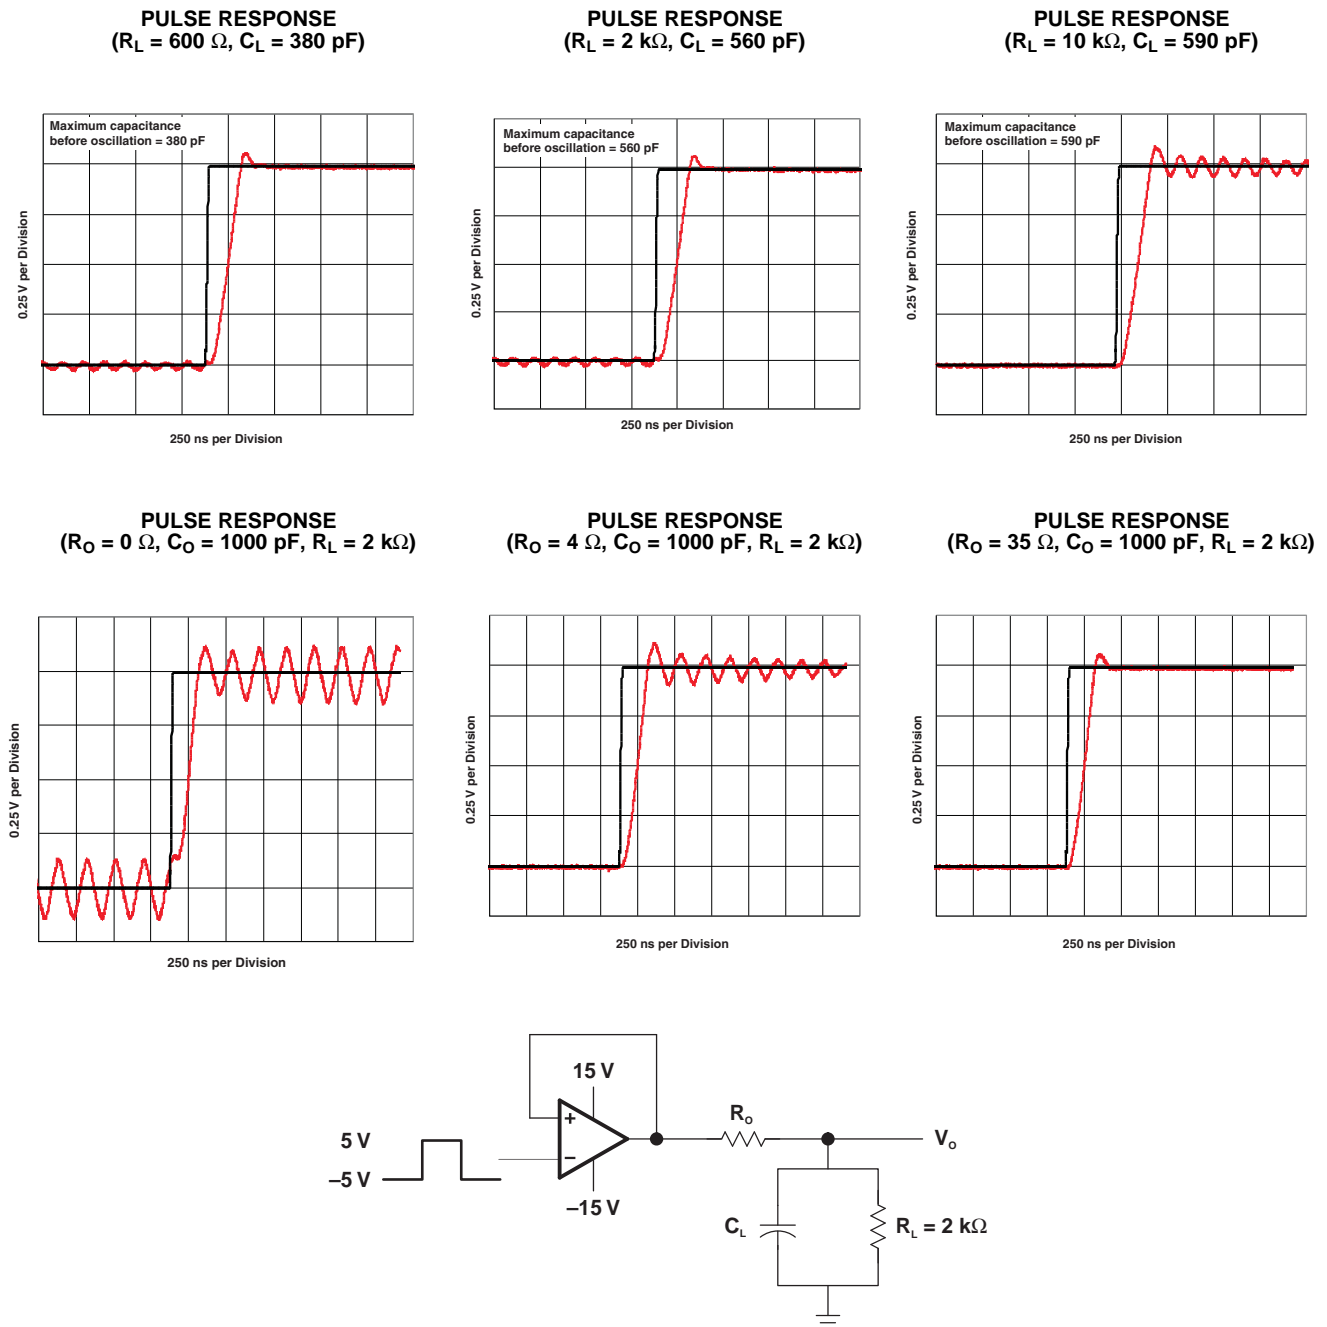 PULSE RESPONSE
(RL = 600 Ω, CL = 380 pF)
PULSE RESPONSE
(RL = 2 kΩ, CL = 560 pF)
PULSE RESPONSE
(RL = 10 kΩ, CL = 590 pF)
Maximum capacitance
before oscillation = 380 pF
0.25 V per Division
250 ns per Division
Maximum capacitance
before oscillation = 560 pF
0.25 V per Division
250 ns per Division
Maximum capacitance
before oscillation = 590 pF
0.25 V per Division
250 ns per Division
PULSE RESPONSE
(RO = 0 Ω, CO = 1000 pF, RL = 2 kΩ)
PULSE RESPONSE
(RO = 4 Ω, CO = 1000 pF, RL = 2 kΩ)
PULSE RESPONSE
(RO = 35 Ω, CO = 1000 pF, RL = 2 kΩ)
0.25 V per Division
250 ns per Division
0.25 V per Division
250 ns per Division
0.25 V per Division
250 ns per Division
15 V
RO
+
5 V
VO
−
−5 V
−15 V
CL
RL = 2 kΩ